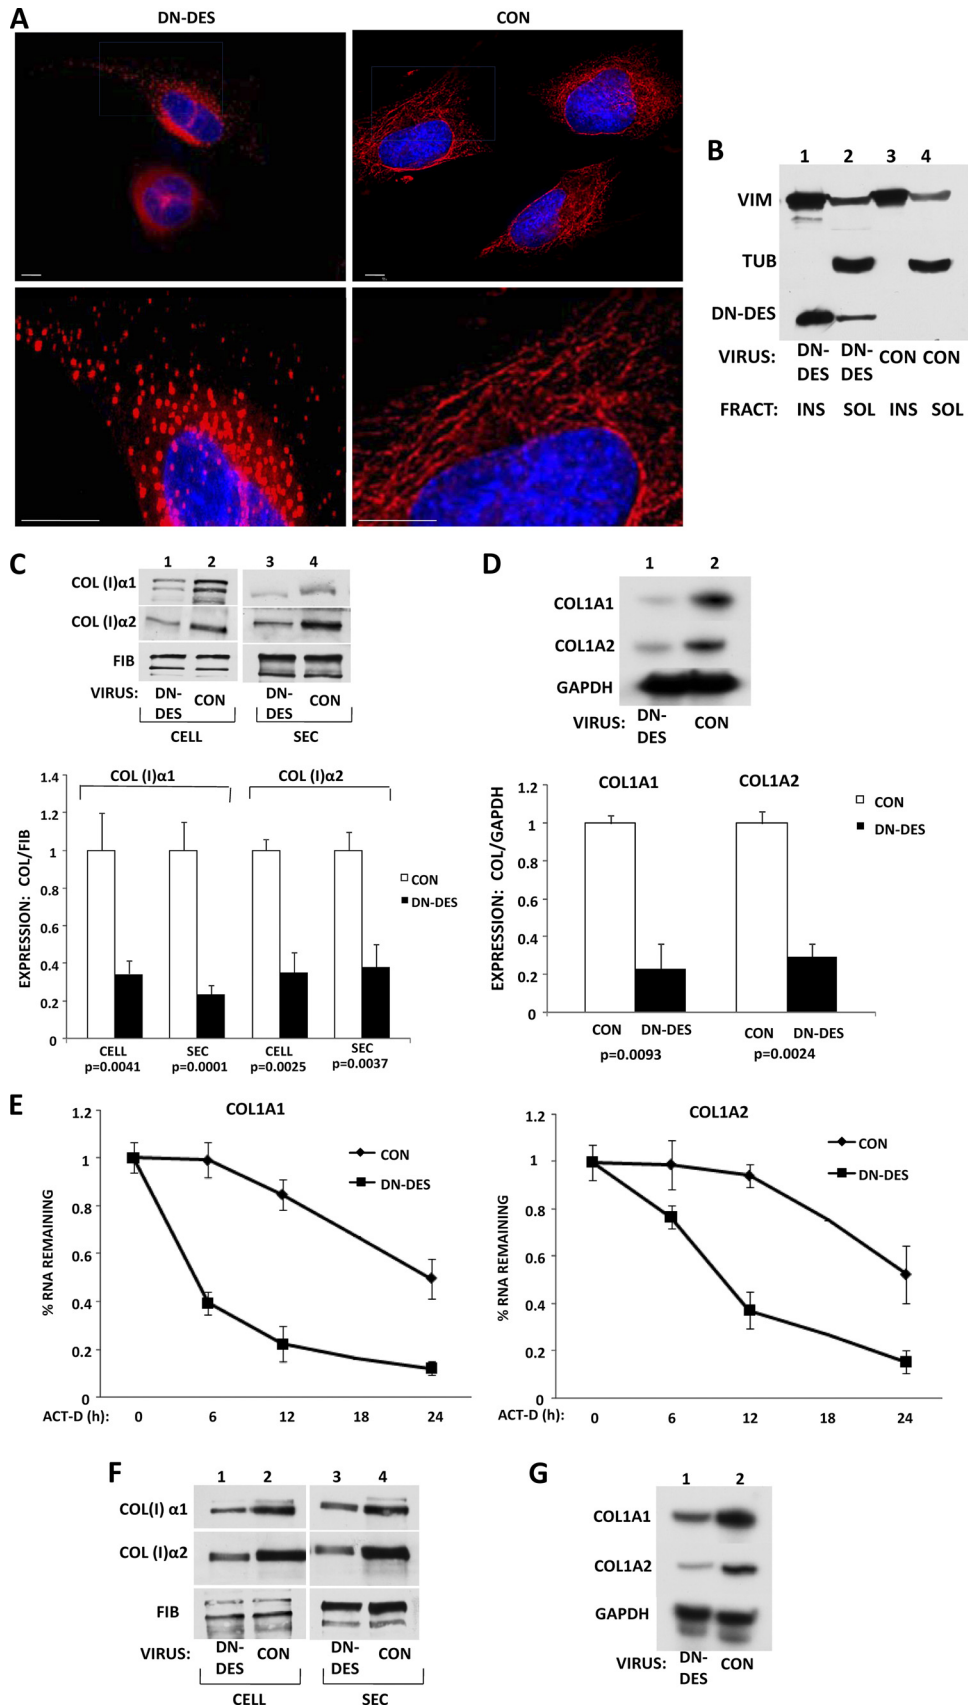 A
DN-DES CON
B
1 2 3 4
VIM
TUB
DN-DES
VIRUS: DN-DES DN-DES CON CON
FRACT: INS SOL INS SOL
C
1 2 3 4
COL (I)α1
COL (I)α2
FIB
VIRUS: DN-DES CON DN-DES CON
CELL SEC
D
1 2
COL1A1
COL1A2
GAPDH
VIRUS: DN-DES CON
COL (I)α1 COL (I)α2
EXPRESSION: COL/FIB
1.4
1.2
1
0.8
0.6
0.4
0.2
0
CON
DN-DES
CELL SEC CELL SEC
p=0.0041 p=0.0001 p=0.0025 p=0.0037
COL1A1 COL1A2
EXPRESSION: COL/GAPDH
1.2
1
0.8
0.6
0.4
0.2
0
CON
DN-DES
CON DN-DES CON DN-DES
p=0.0093 p=0.0024
E
COL1A1
% RNA REMAINING
1.2
1
0.8
0.6
0.4
0.2
0
CON
DN-DES
ACT-D (h): 0 6 12 18 24
COL1A2
% RNA REMAINING
1.2
1
0.8
0.6
0.4
0.2
0
CON
DN-DES
ACT-D (h): 0 6 12 18 24
F
1 2 3 4
COL(I) α1
COL (I)α2
FIB
VIRUS: DN-DES CON DN-DES CON
CELL SEC
G
1 2
COL1A1
COL1A2
GAPDH
VIRUS: DN-DES CON